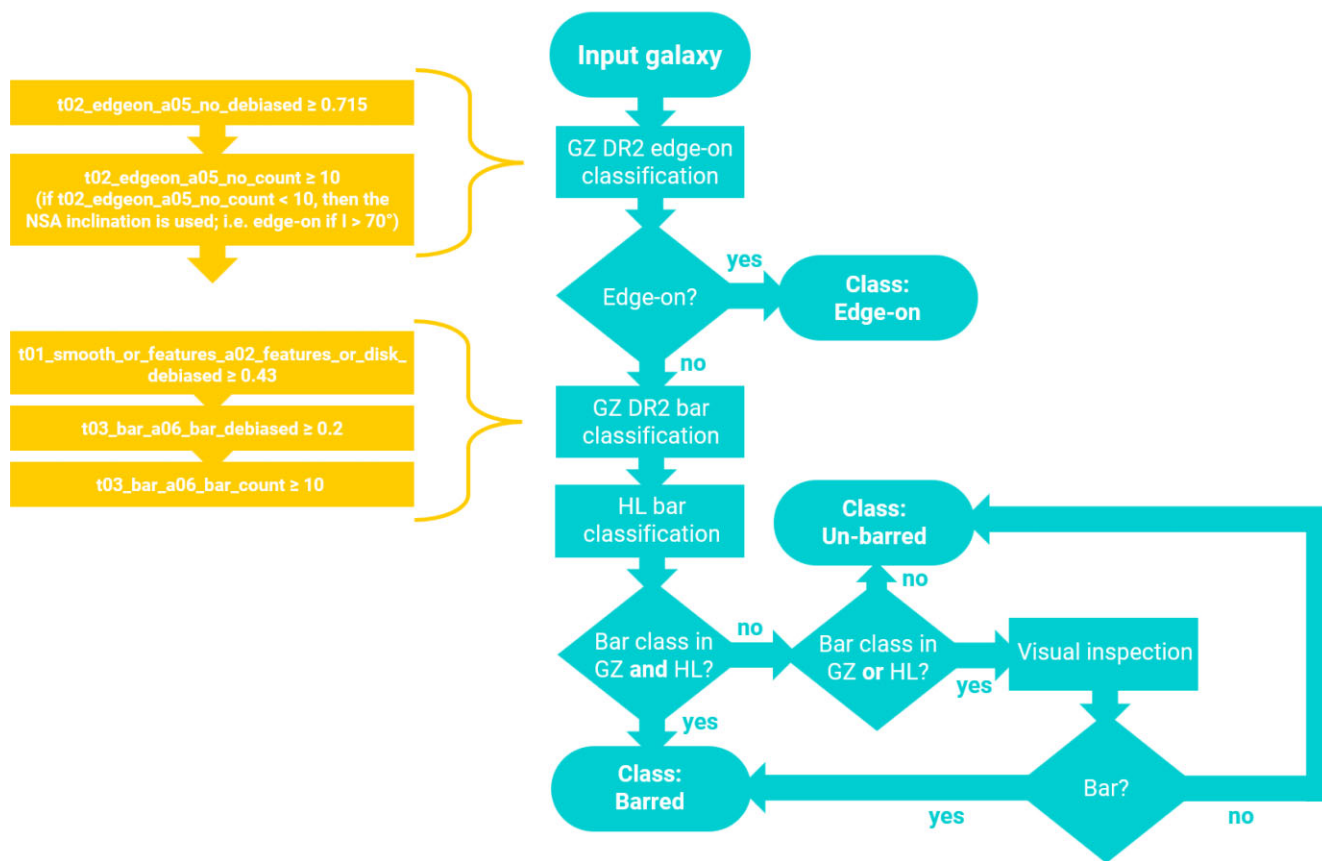 Input galaxy
t02_edgeon_a05_no_debiased ≥ 0.715
GZ DR2 edge-on
classification
t02_edgeon_a05_no_count ≥ 10
(if t02_edgeon_a05_no_count < 10, then the
NSA inclination is used; i.e. edge-on if I > 70°)
Edge-on?
yes
Class:
Edge-on
no
t01_smooth_or_features_a02_features_or_disk_
debiased ≥ 0.43
t03_bar_a06_bar_debiased ≥ 0.2
t03_bar_a06_bar_count ≥ 10
GZ DR2 bar
classification
HL bar
classification
Class:
Un-barred
no
Bar class in
GZ and HL?
no
Bar class in
GZ or HL?
yes
Visual inspection
yes
Class:
Barred
Bar?
yes
no